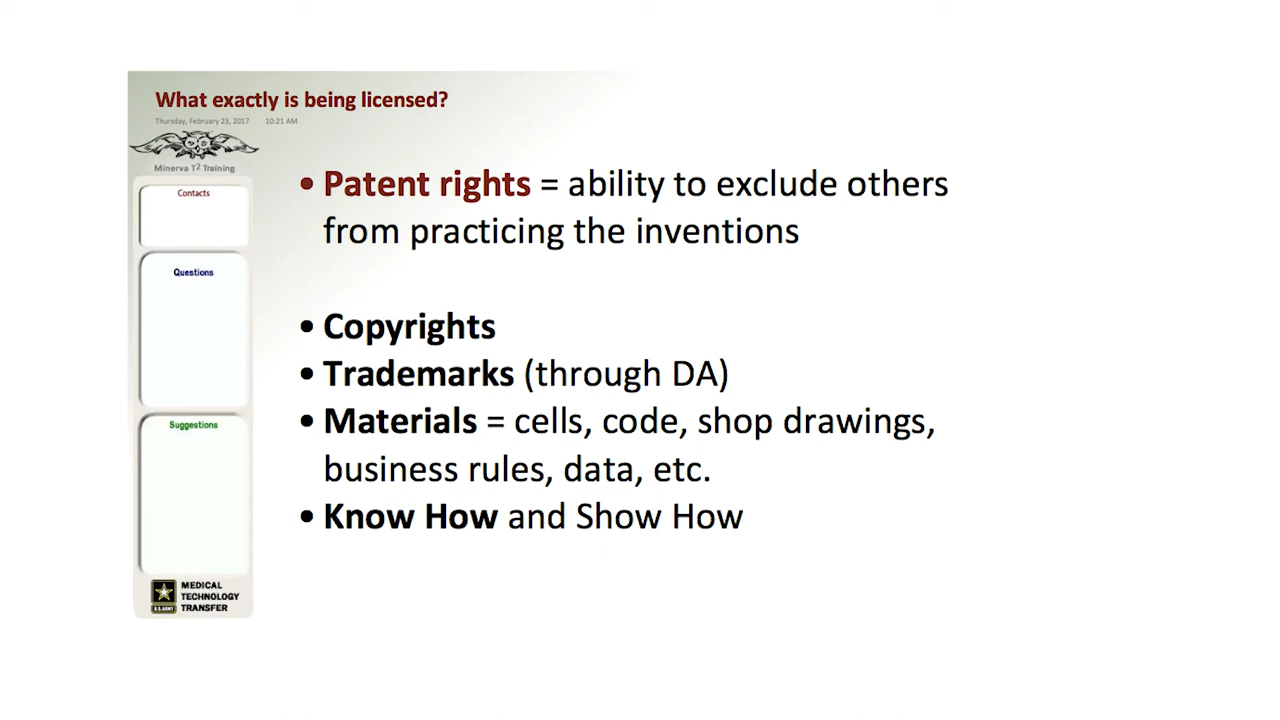 What exactly is being licensed?
Thursday, February 23, 2017 10:21 AM
Minerva T2 Training
Contacts
Questions
Suggestions
U.S.ARMY
MEDICAL
TECHNOLOGY
TRANSFER
• Patent rights = ability to exclude others
from practicing the inventions
• Copyrights
• Trademarks (through DA)
• Materials = cells, code, shop drawings,
business rules, data, etc.
• Know How and Show How